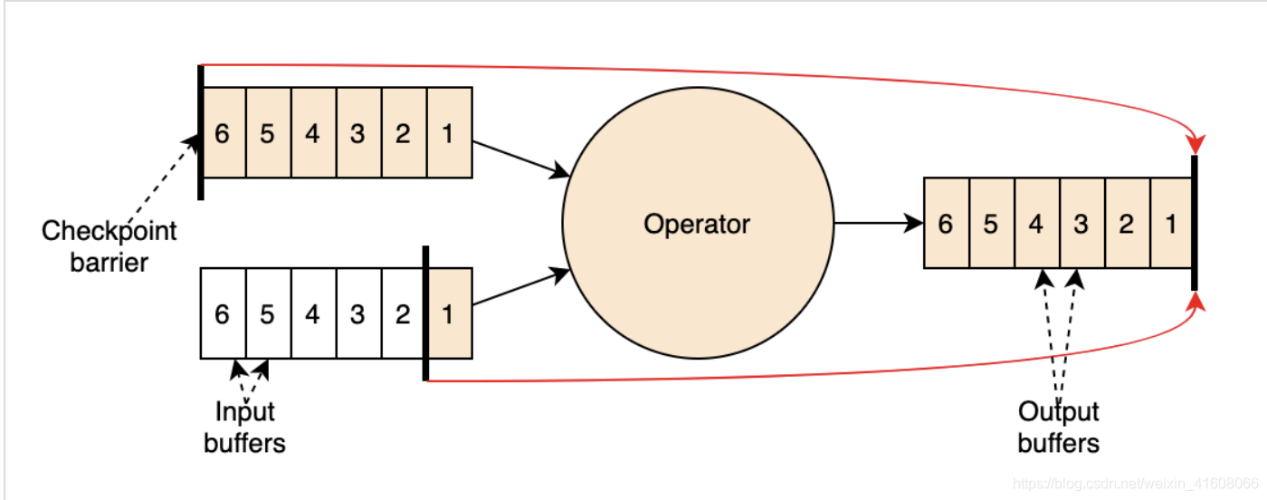 6 5 4 3 2 1
Checkpoint
barrier
Operator
6 5 4 3 2 1
6 5 4 3 2 1
Input
buffers
Output
buffers
https://blog.csdn.net/weixin_41608066